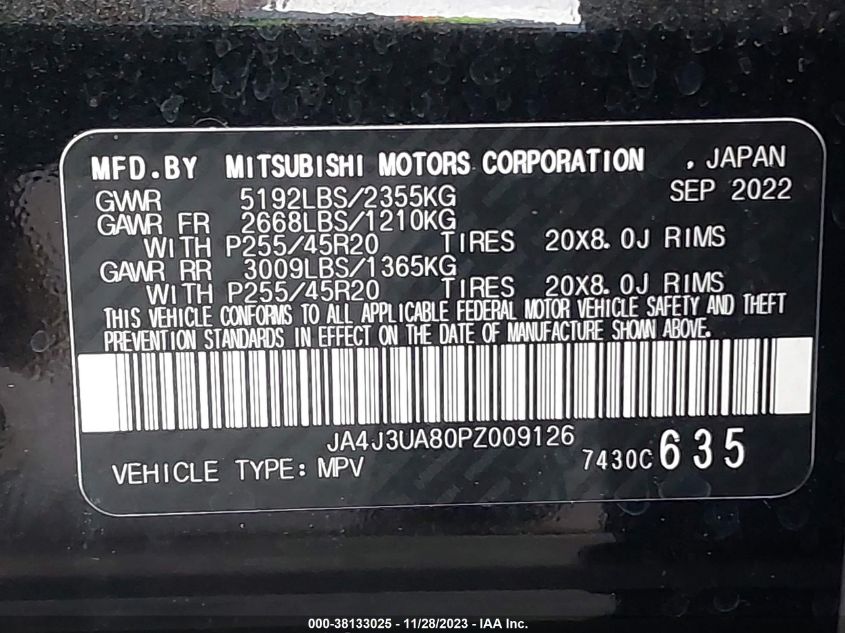 MFD.BY MITSUBISHI MOTORS CORPORATION , JAPAN
GVWR 5192LBS/2355KG SEP 2022
GAWR FR 2668LBS/1210KG
WITH P255/45R20 TIRES 20X8.0J RIMS
GAWR RR 3009LBS/1365KG
WITH P255/45R20 TIRES 20X8.0J RIMS
THIS VEHICLE CONFORMS TO ALL APPLICABLE FEDERAL MOTOR VEHICLE SAFETY AND THEFT
PREVENTION STANDARDS IN EFFECT ON THE DATE OF MANUFACTURE SHOWN ABOVE.
JA4J3UA80PZ009126
VEHICLE TYPE: MPV 7430C 635
000-38133025 - 11/28/2023 - IAA Inc.